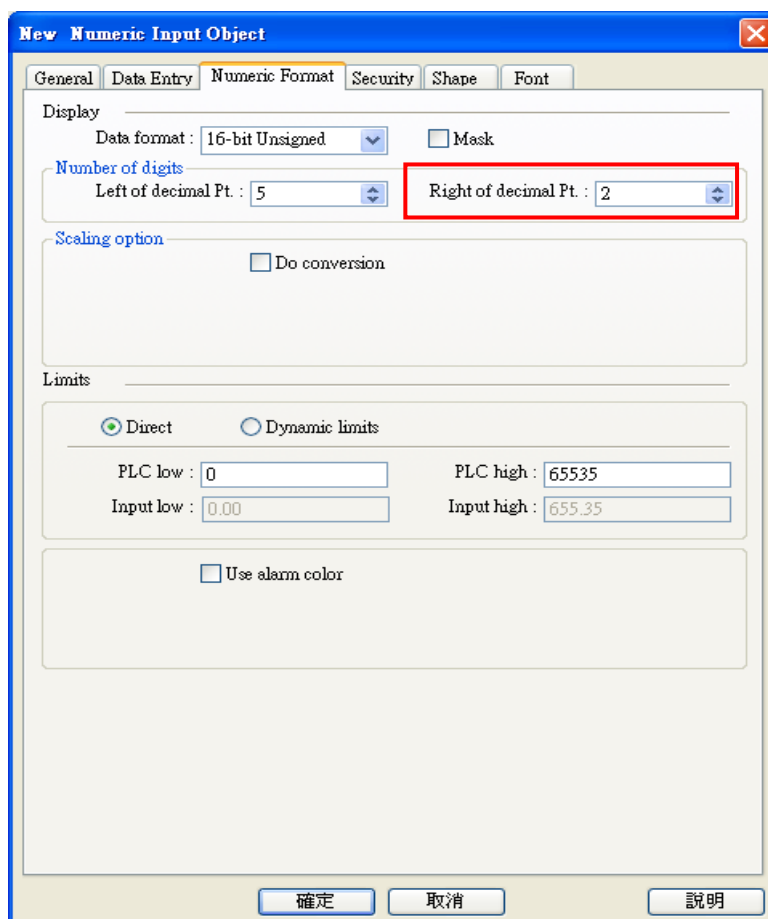 New Numeric Input Object
General Data Entry Numeric Format Security Shape Font
Display
Data format : 16-bit Unsigned Mask
Number of digits
Left of decimal Pt. : 5 Right of decimal Pt. : 2
Scaling option
Do conversion
Limits
Direct Dynamic limits
PLC low : 0 PLC high : 65535
Input low : 0.00 Input high : 655.35
Use alarm color
確定 取消 說明